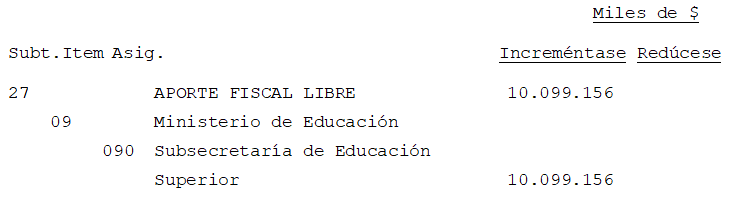 Miles de $
Subt.Item Asig. Increméntase Redúcese
27 APORTE FISCAL LIBRE 10.099.156
09 Ministerio de Educación
090 Subsecretaría de Educación
Superior 10.099.156